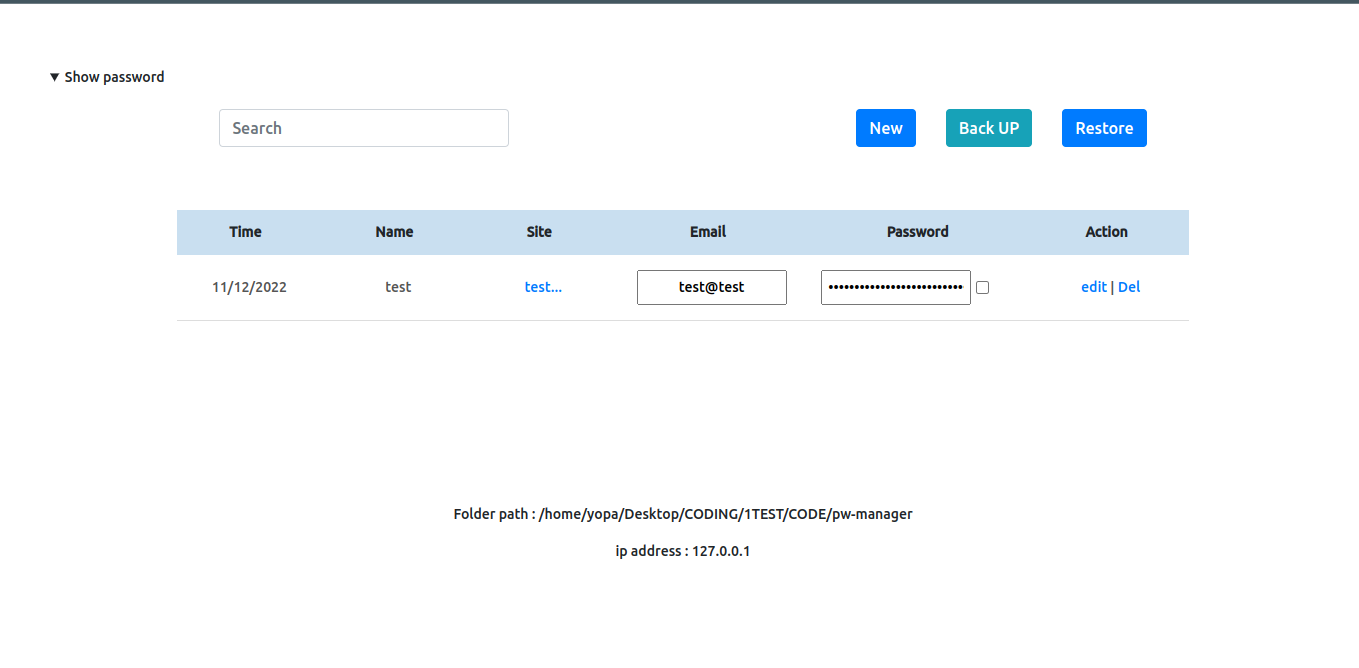 ▼ Show password
Search New Back UP Restore
Time Name Site Email Password Action
11/12/2022 test test... test@test •••••••••••••••••••••••••• edit | Del
Folder path : /home/yopa/Desktop/CODING/1TEST/CODE/pw-manager
ip address : 127.0.0.1